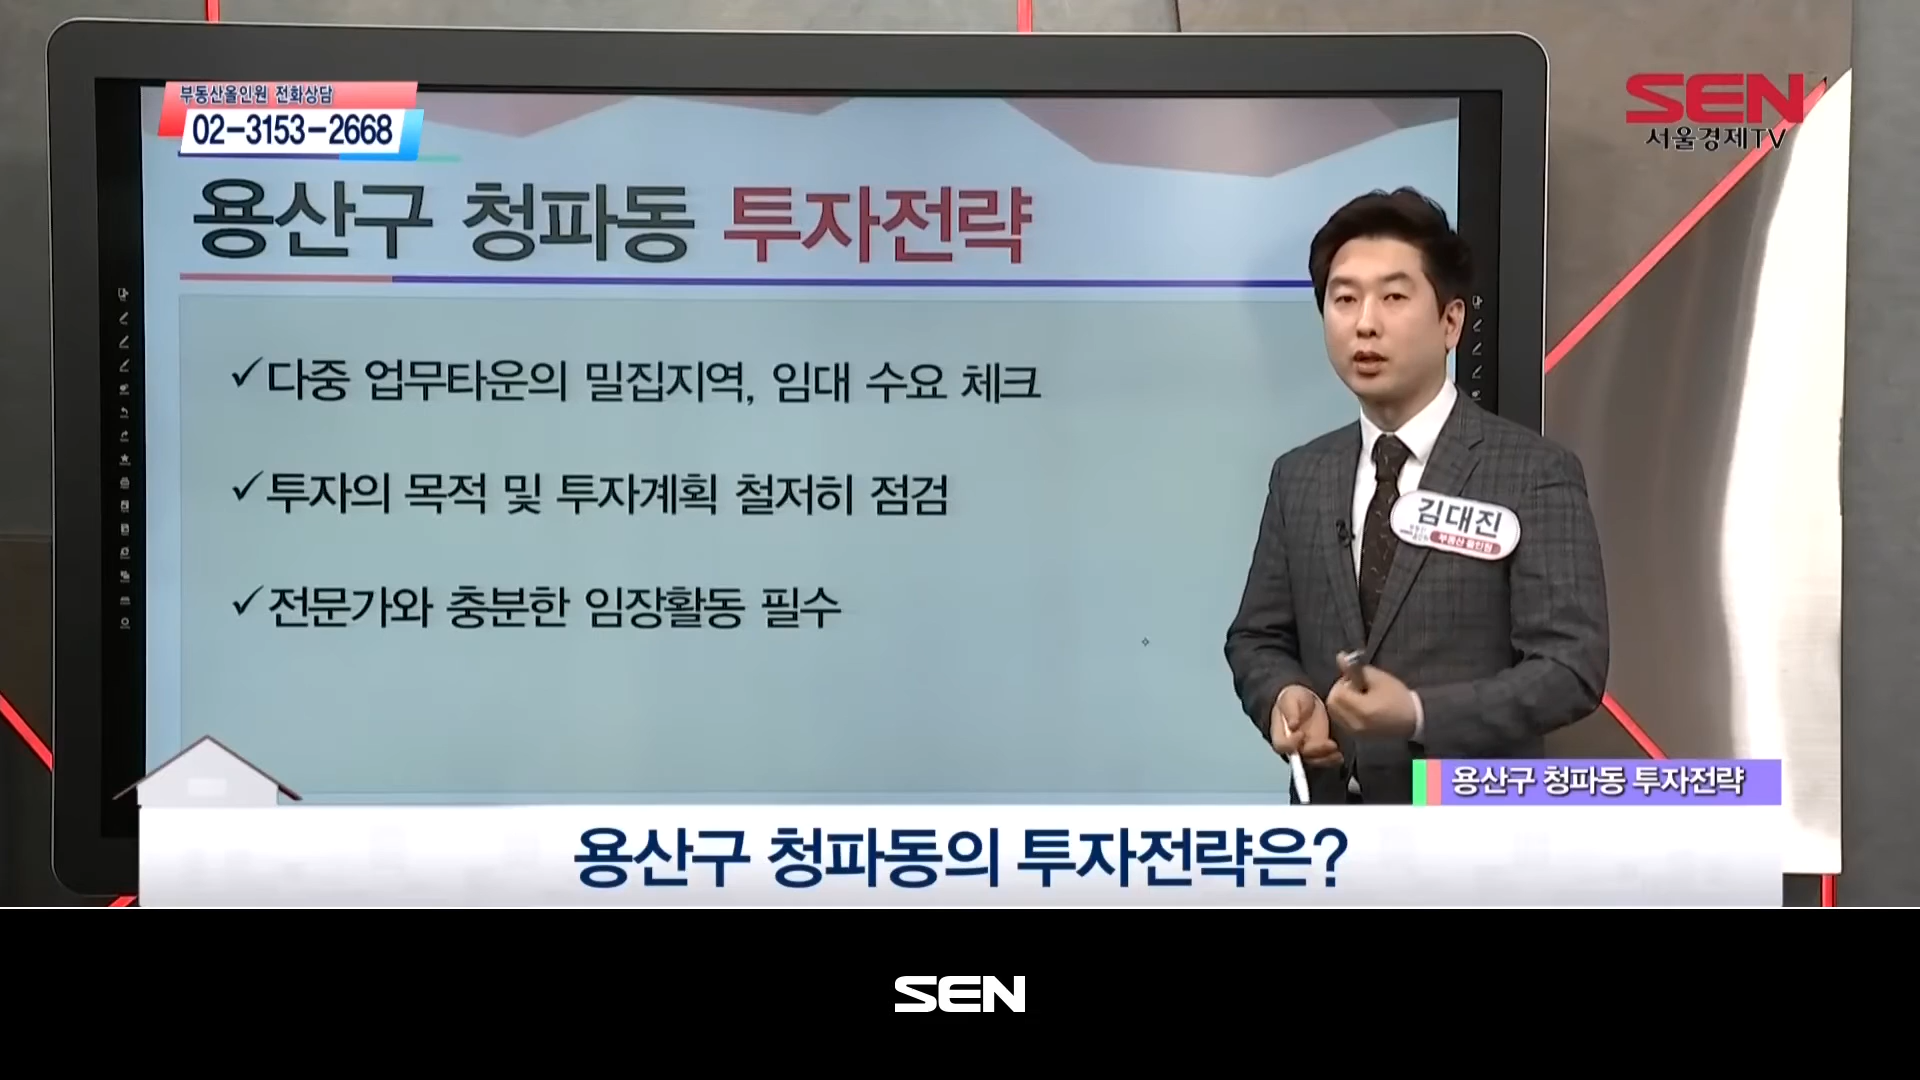 부동산올인원 전화상담
02-3153-2668
SEN
서울경제TV
용산구 청파동 투자전략
✓다중 업무타운의 밀집지역, 임대 수요 체크
✓투자의 목적 및 투자계획 철저히 점검
✓전문가와 충분한 임장활동 필수
김대진
용산구 청파동 투자전략
용산구 청파동의 투자전략은?
SEN